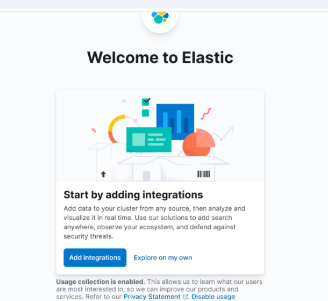 Welcome to Elastic
Start by adding integrations
Add data to your cluster from any source, then analyze and
visualize it in real time. Use our solutions to add search
anywhere, observe your ecosystem, and defend against
security threats.
Add integrations Explore on my own
Usage collection is enabled. This allows us to learn what our users
are most interested in, so we can improve our products and
services. Refer to our Privacy Statement. Disable usage